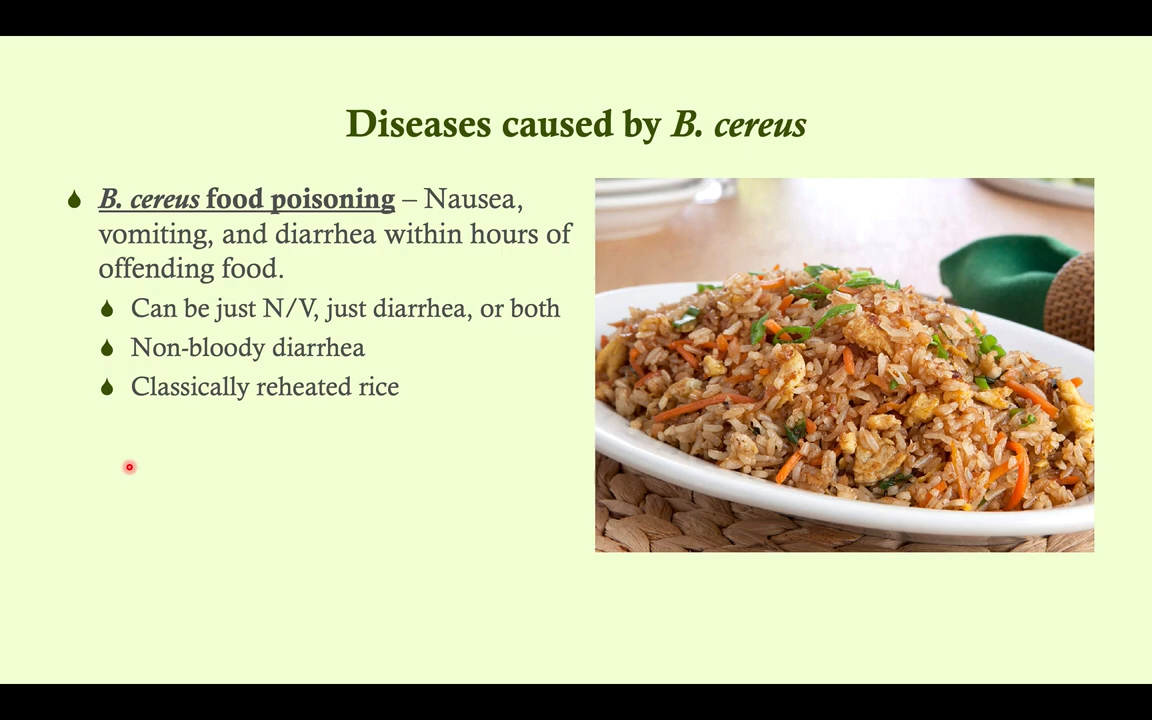 Diseases caused by B. cereus
B. cereus food poisoning – Nausea,
vomiting, and diarrhea within hours of
offending food.
Can be just N/V, just diarrhea, or both
Non-bloody diarrhea
Classically reheated rice